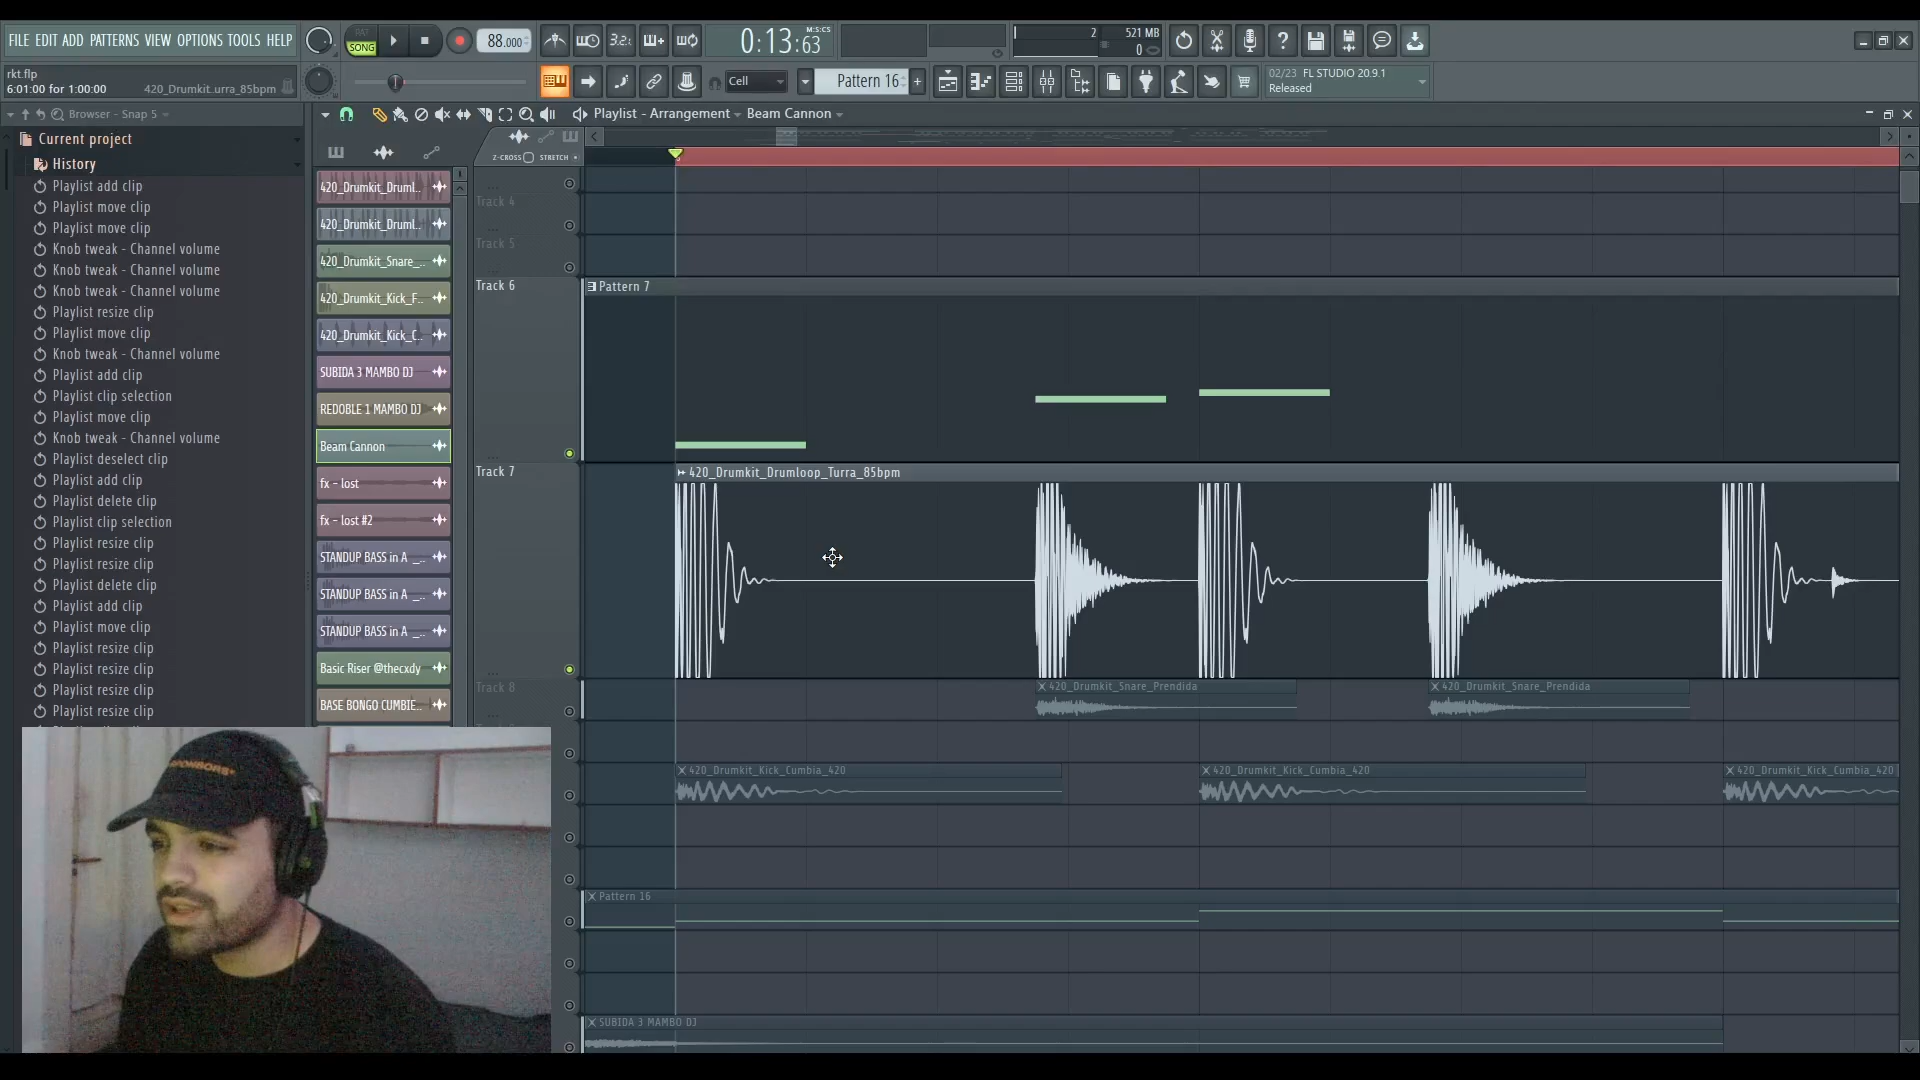 FILE EDIT ADD PATTERNS VIEW OPTIONS TOOLS HELP
SONG
88.000
3.2
0:13:63
M:S:CS
2
521 MB
0
rkt.flp
6:01:00 for 1:00:00
420_Drumkit.urra_85bpm
Cell
Pattern 16
02/23 FL STUDIO 20.9.1
Released
Browser - Snap 5
Playlist - Arrangement
Beam Cannon
Current project
History
Playlist add clip
Playlist move clip
Playlist move clip
Knob tweak - Channel volume
Knob tweak - Channel volume
Knob tweak - Channel volume
Playlist resize clip
Playlist move clip
Knob tweak - Channel volume
Playlist add clip
Playlist clip selection
Playlist move clip
Knob tweak - Channel volume
Playlist deselect clip
Playlist add clip
Playlist delete clip
Playlist clip selection
Playlist resize clip
Playlist resize clip
Playlist delete clip
Playlist add clip
Playlist move clip
Playlist resize clip
Playlist resize clip
Playlist resize clip
Playlist resize clip
Z-CROSS
STRETCH
420_Drumkit_Druml..
420_Drumkit_Druml..
420_Drumkit_Snare_..
420_Drumkit_Kick_F..
420_Drumkit_Kick_C..
SUBIDA 3 MAMBO DJ
REDOBLE 1 MAMBO DJ
Beam Cannon
fx - lost
fx - lost #2
STANDUP BASS in A _..
STANDUP BASS in A _..
STANDUP BASS in A _..
Basic Riser @thecxdy
BASE BONGO CUMBIE..
Track 4
Track 5
Track 6
Pattern 7
Track 7
420_Drumkit_Drumloop_Turra_85bpm
Track 8
420_Drumkit_Snare_Prendida
420_Drumkit_Snare_Prendida
420_Drumkit_Kick_Cumbia_420
420_Drumkit_Kick_Cumbia_420
420_Drumkit_Kick_Cumbia_420
Pattern 16
SUBIDA 3 MAMBO DJ